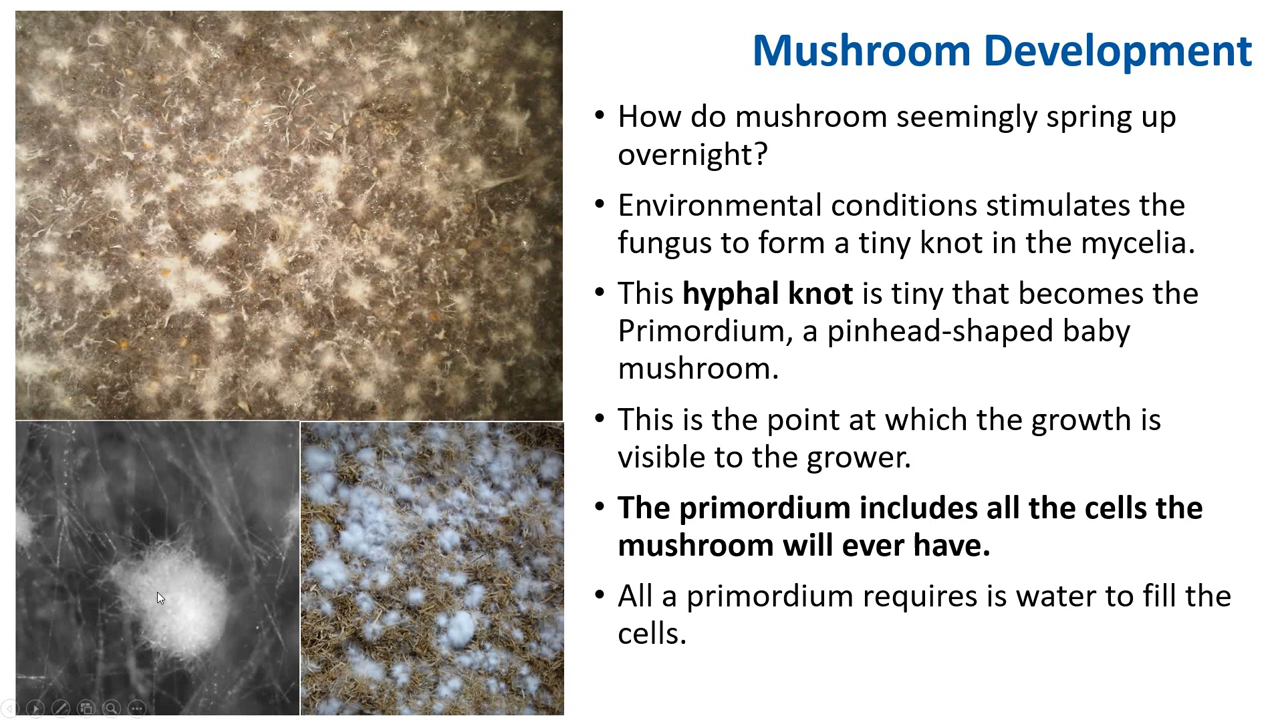 Mushroom Development
• How do mushroom seemingly spring up
overnight?
• Environmental conditions stimulates the
fungus to form a tiny knot in the mycelia.
• This hyphal knot is tiny that becomes the
Primordium, a pinhead-shaped baby
mushroom.
• This is the point at which the growth is
visible to the grower.
• The primordium includes all the cells the
mushroom will ever have.
• All a primordium requires is water to fill the
cells.